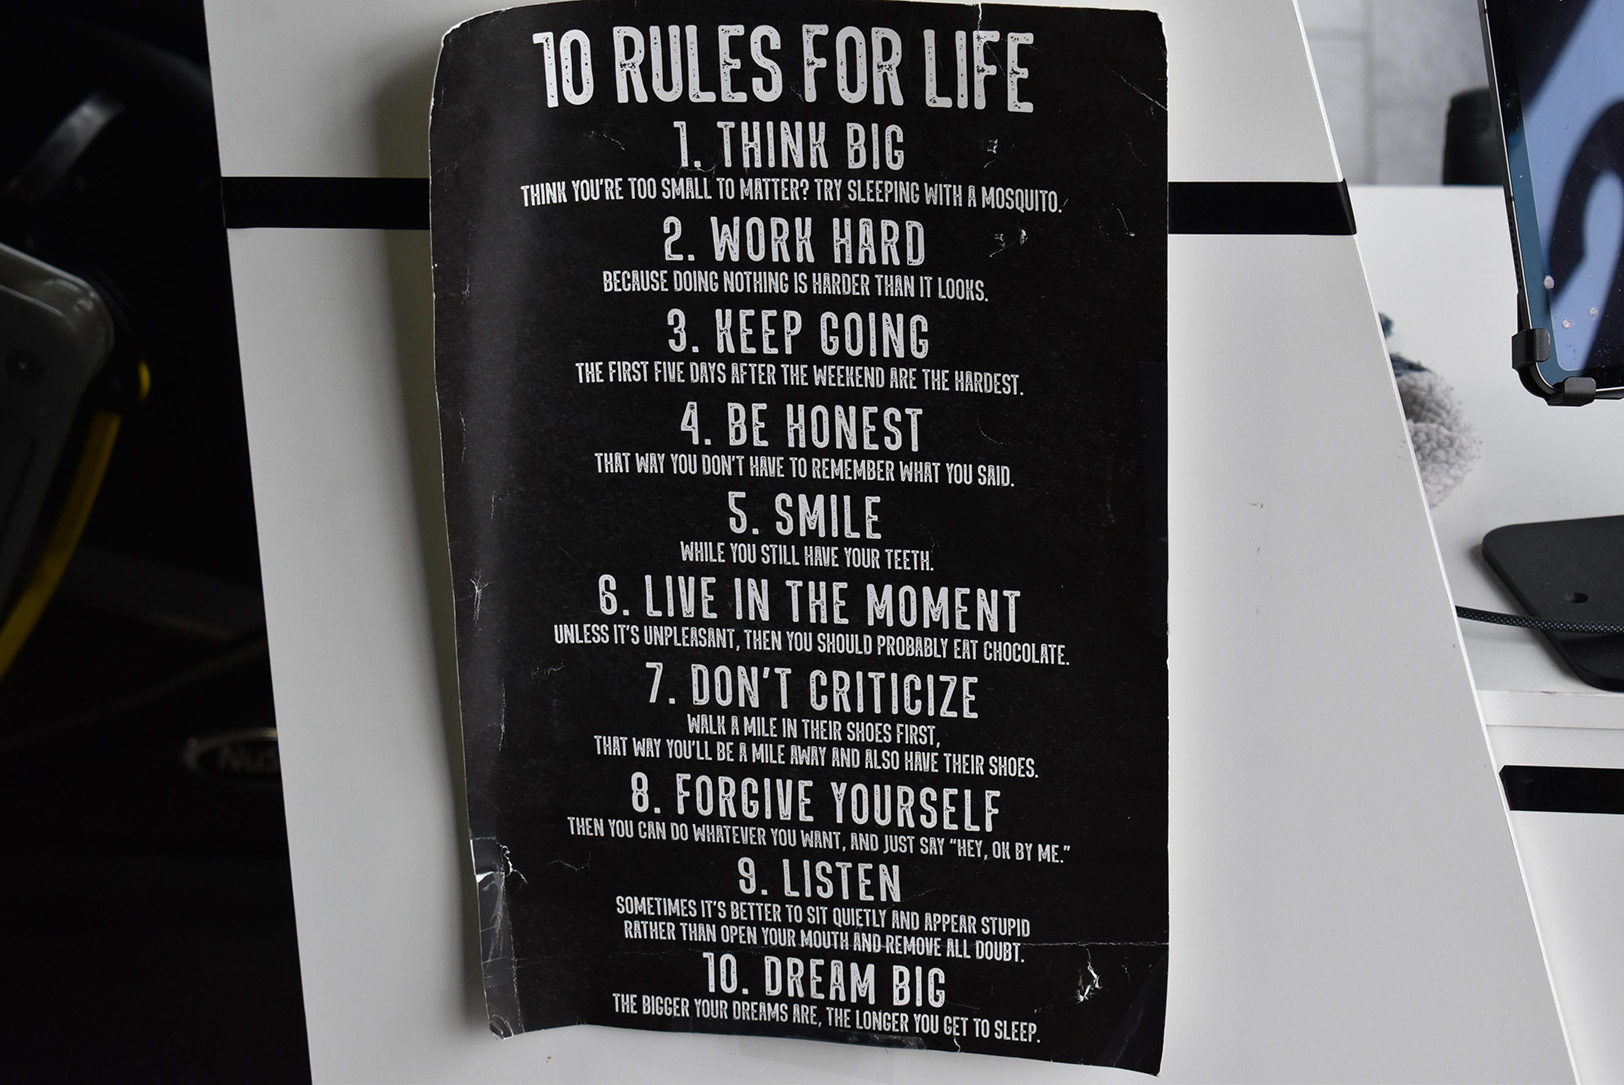 10 RULES FOR LIFE
1. THINK BIG
THINK YOU'RE TOO SMALL TO MATTER? TRY SLEEPING WITH A MOSQUITO.
2. WORK HARD
BECAUSE DOING NOTHING IS HARDER THAN IT LOOKS.
3. KEEP GOING
THE FIRST FIVE DAYS AFTER THE WEEKEND ARE THE HARDEST.
4. BE HONEST
THAT WAY YOU DON'T HAVE TO REMEMBER WHAT YOU SAID.
5. SMILE
WHILE YOU STILL HAVE YOUR TEETH.
6. LIVE IN THE MOMENT
UNLESS IT'S UNPLEASANT, THEN YOU SHOULD PROBABLY EAT CHOCOLATE.
7. DON'T CRITICIZE
WALK A MILE IN THEIR SHOES FIRST,
THAT WAY YOU'LL BE A MILE AWAY AND ALSO HAVE THEIR SHOES.
8. FORGIVE YOURSELF
THEN YOU CAN DO WHATEVER YOU WANT, AND JUST SAY "HEY, OK BY ME."
9. LISTEN
SOMETIMES IT'S BETTER TO SIT QUIETLY AND APPEAR STUPID
RATHER THAN OPEN YOUR MOUTH AND REMOVE ALL DOUBT.
10. DREAM BIG
THE BIGGER YOUR DREAMS ARE, THE LONGER YOU GET TO SLEEP.